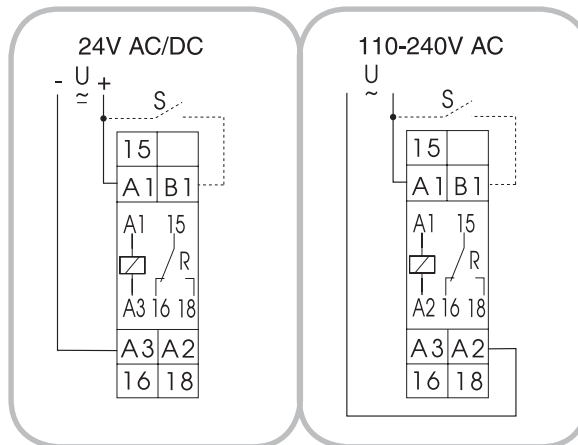 24V AC/DC
- U +
≂
S
15
A1 B1
A1 15
R
A3 16 18
A3 A2
16 18
110-240V AC
U
~
S
15
A1 B1
A1 15
R
A2 16 18
A3 A2
16 18